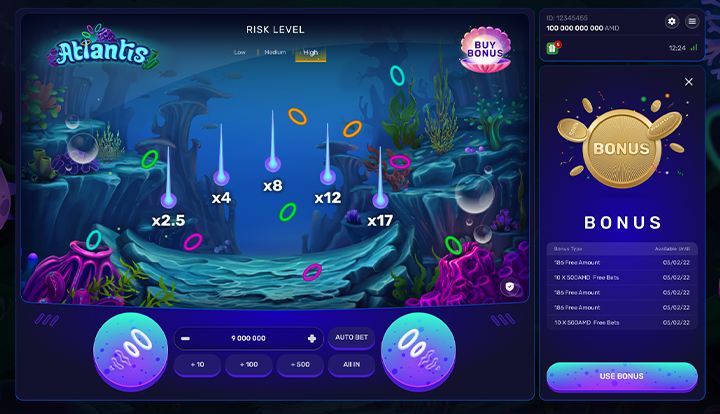 Atlantis
RISK LEVEL
Low Medium High
BUY
BONUS
x2.5
x4
x8
x12
x17
9 000 000
AUTO BET
+ 10
+ 100
+ 500
All IN
ID: 12345455
100 000 000 000 AMD
12:24
BONUS
BONUS
Bonus Type Available Until
186 Free Amount 03/02/22
10 X 500AMD Free Bets 03/02/22
186 Free Amount 03/02/22
186 Free Amount 03/02/22
10 X 500AMD Free Bets 03/02/22
USE BONUS